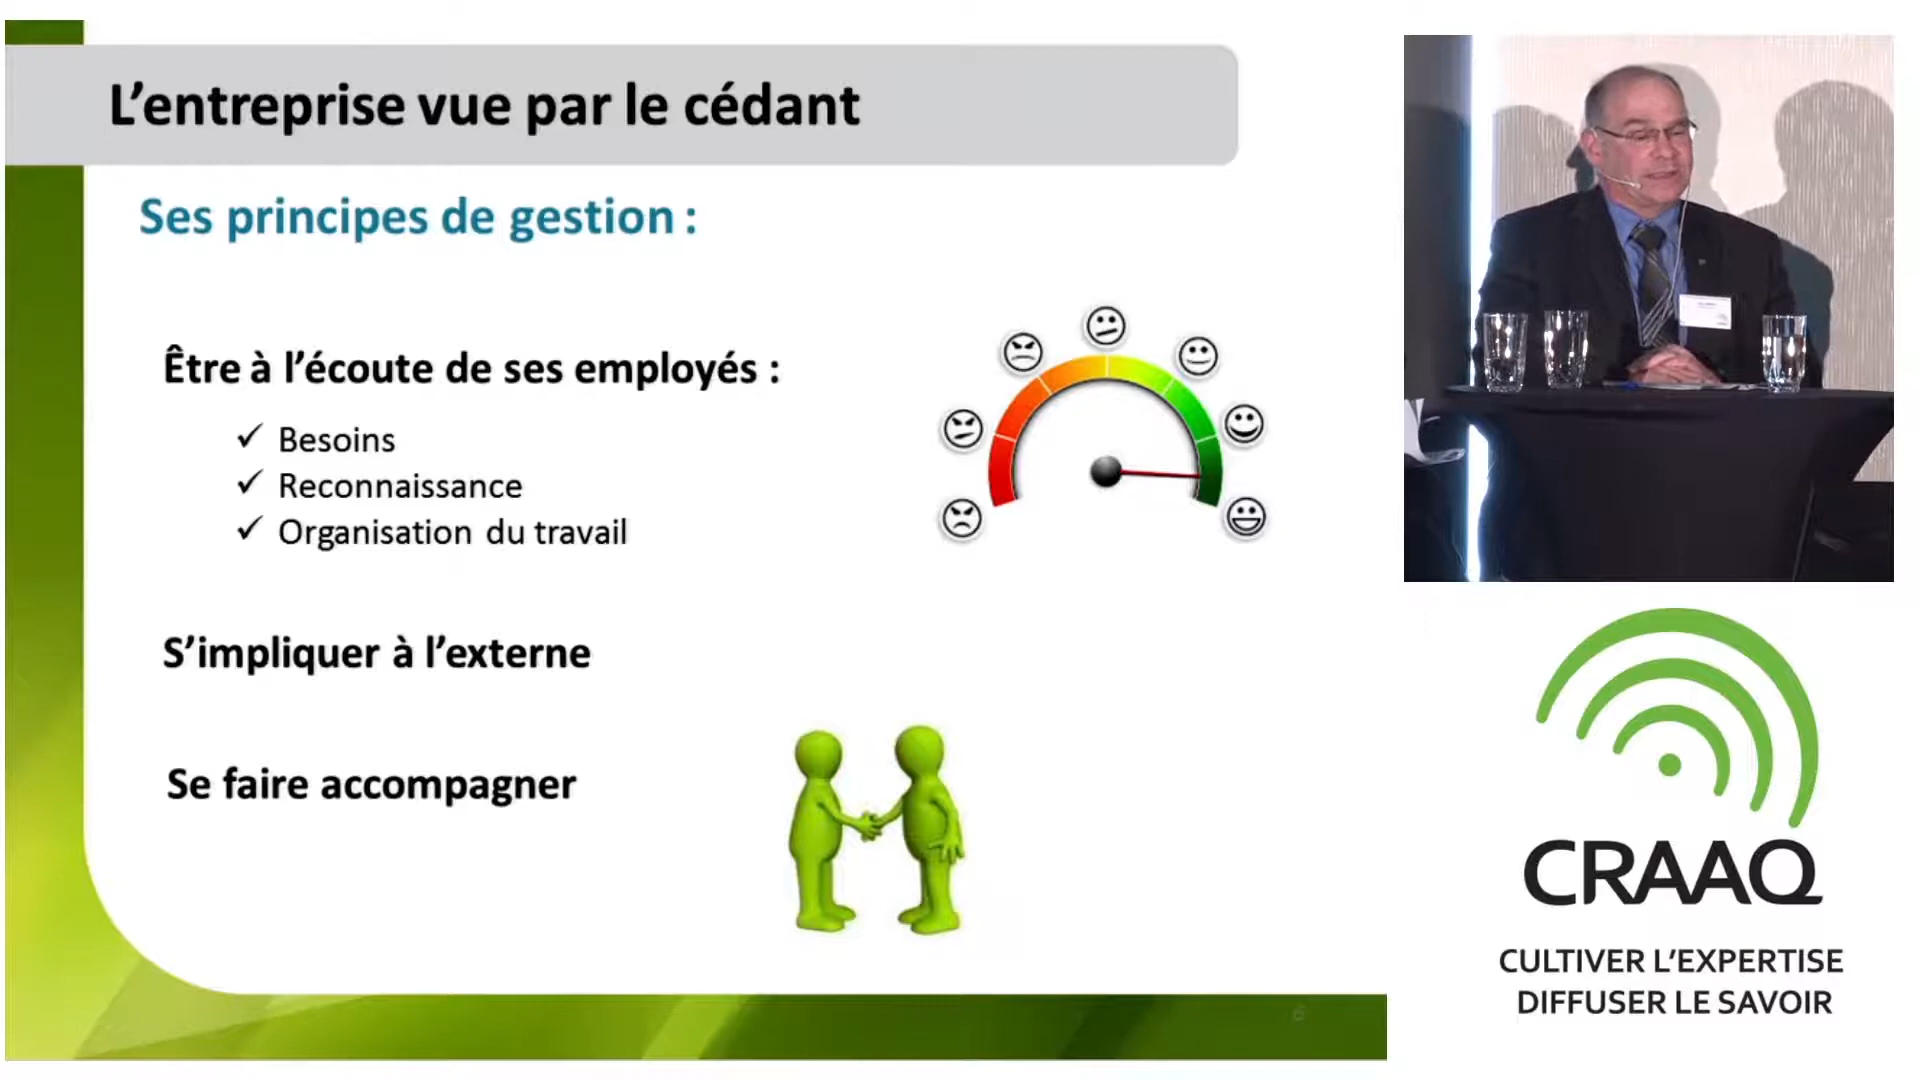 L'entreprise vue par le cédant
Ses principes de gestion :
Être à l'écoute de ses employés :
✓ Besoins
✓ Reconnaissance
✓ Organisation du travail
S'impliquer à l'externe
Se faire accompagner
6
CRAAQ
CULTIVER L'EXPERTISE
DIFFUSER LE SAVOIR